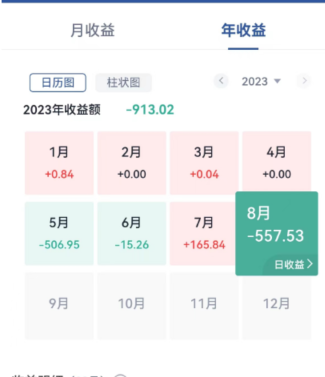 月收益 年收益
日历图 柱状图 2023
2023年收益额 -913.02
1月 2月 3月 4月
+0.84 +0.00 +0.04 +0.00
5月 6月 7月 8月
-506.95 -15.26 +165.84 -557.53
日收益
9月 10月 11月 12月